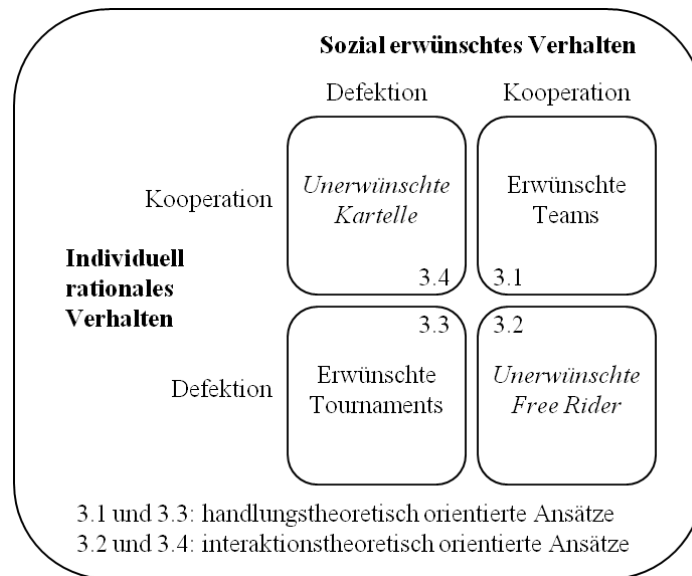 Sozial erwünschtes Verhalten
Defektion Kooperation
Kooperation
Unerwünschte
Kartelle
3.4
Erwünschte
Teams
3.1
Individuell
rationales
Verhalten
Defektion
3.3
Erwünschte
Tournaments
3.2
Unerwünschte
Free Rider
3.1 und 3.3: handlungstheoretisch orientierte Ansätze
3.2 und 3.4: interaktionstheoretisch orientierte Ansätze